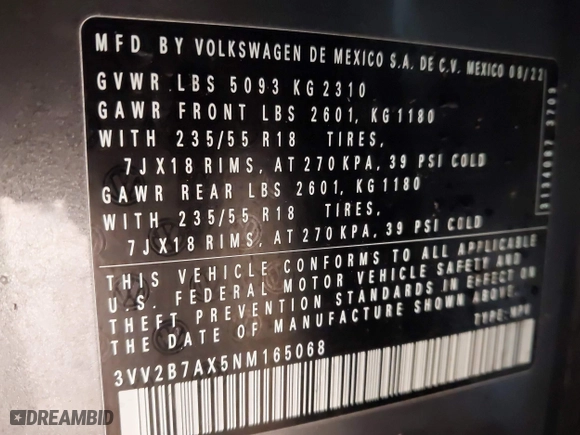 MFD. BY VOLKSWAGEN DE MEXICO S.A. DE C.V. MEXICO 08/22
GVWR LBS 5093 KG 2310
GAWR FRONT LBS 2601, KG 1180
WITH 235/55 R18 TIRES,
7J X 18 RIMS, AT 270 KPA, 39 PSI COLD
GAWR REAR LBS 2601, KG 1180
WITH 235/55 R18 TIRES,
7J X 18 RIMS, AT 270 KPA, 39 PSI COLD
THIS VEHICLE CONFORMS TO ALL APPLICABLE
U.S. FEDERAL MOTOR VEHICLE SAFETY AND
THEFT PREVENTION STANDARDS IN EFFECT ON
THE DATE OF MANUFACTURE SHOWN ABOVE.
TYPE-MPV
3VV2B7AX5NM165068
DREAMBID